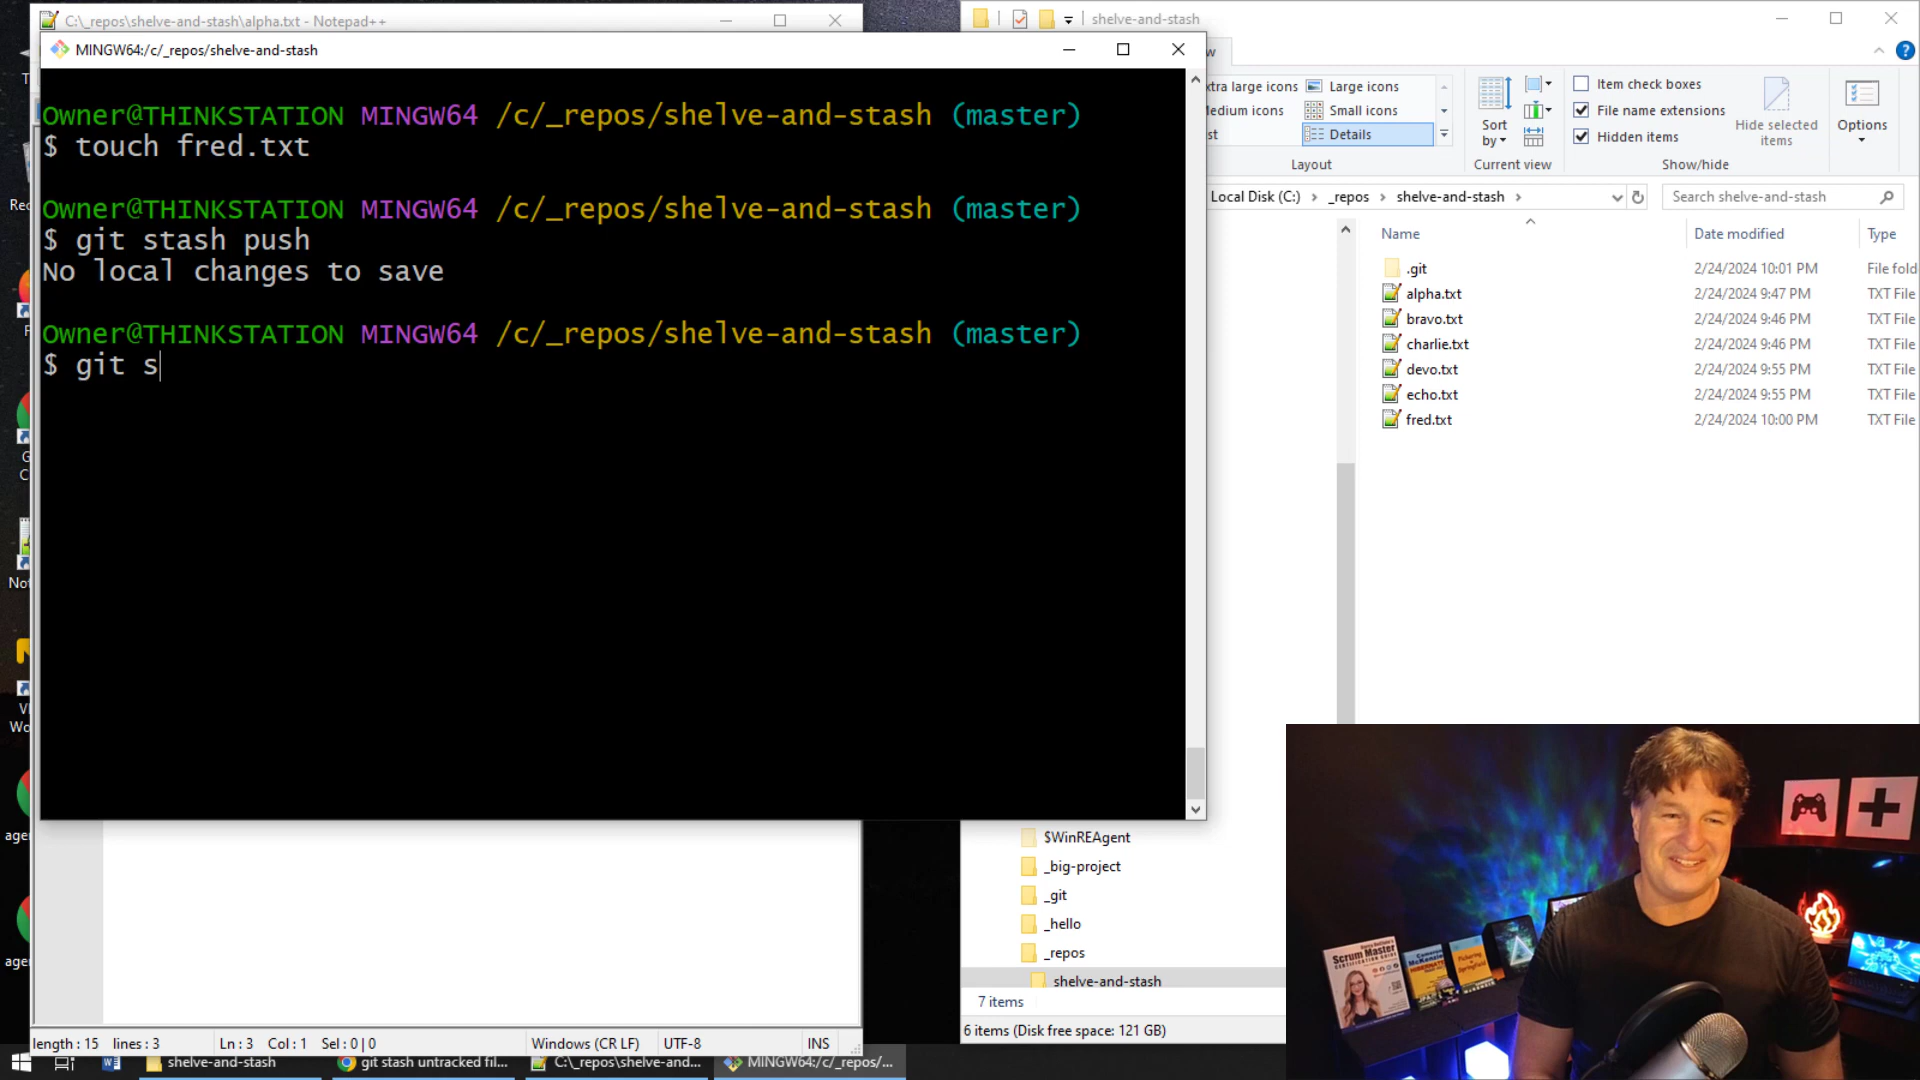 C:\_repos\shelve-and-stash\alpha.txt - Notepad++
MINGW64:/c/_repos/shelve-and-stash
Owner@THINKSTATION MINGW64 /c/_repos/shelve-and-stash (master)
$ touch fred.txt
Owner@THINKSTATION MINGW64 /c/_repos/shelve-and-stash (master)
$ git stash push
No local changes to save
Owner@THINKSTATION MINGW64 /c/_repos/shelve-and-stash (master)
$ git s
length : 15 lines : 3 Ln : 3 Col : 1 Sel : 0 | 0 Windows (CR LF) UTF-8 INS
shelve-and-stash
Large icons
Small icons
Details
Layout
Sort by
Current view
Item check boxes
File name extensions
Hidden items
Hide selected items
Show/hide
Options
Local Disk (C:) › _repos › shelve-and-stash ›
Search shelve-and-stash
Name Date modified Type
.git 2/24/2024 10:01 PM
alpha.txt 2/24/2024 9:47 PM TXT File
bravo.txt 2/24/2024 9:46 PM TXT File
charlie.txt 2/24/2024 9:46 PM TXT File
devo.txt 2/24/2024 9:55 PM TXT File
echo.txt 2/24/2024 9:55 PM TXT File
fred.txt 2/24/2024 10:00 PM TXT File
$WinREAgent
_big-project
_git
_hello
_repos
shelve-and-stash
7 items
6 items (Disk free space: 121 GB)
Scrum Master
shelve-and-stash
git stash untracked fil...
C:\_repos\shelve-and...
MINGW64:/c/_repos/...